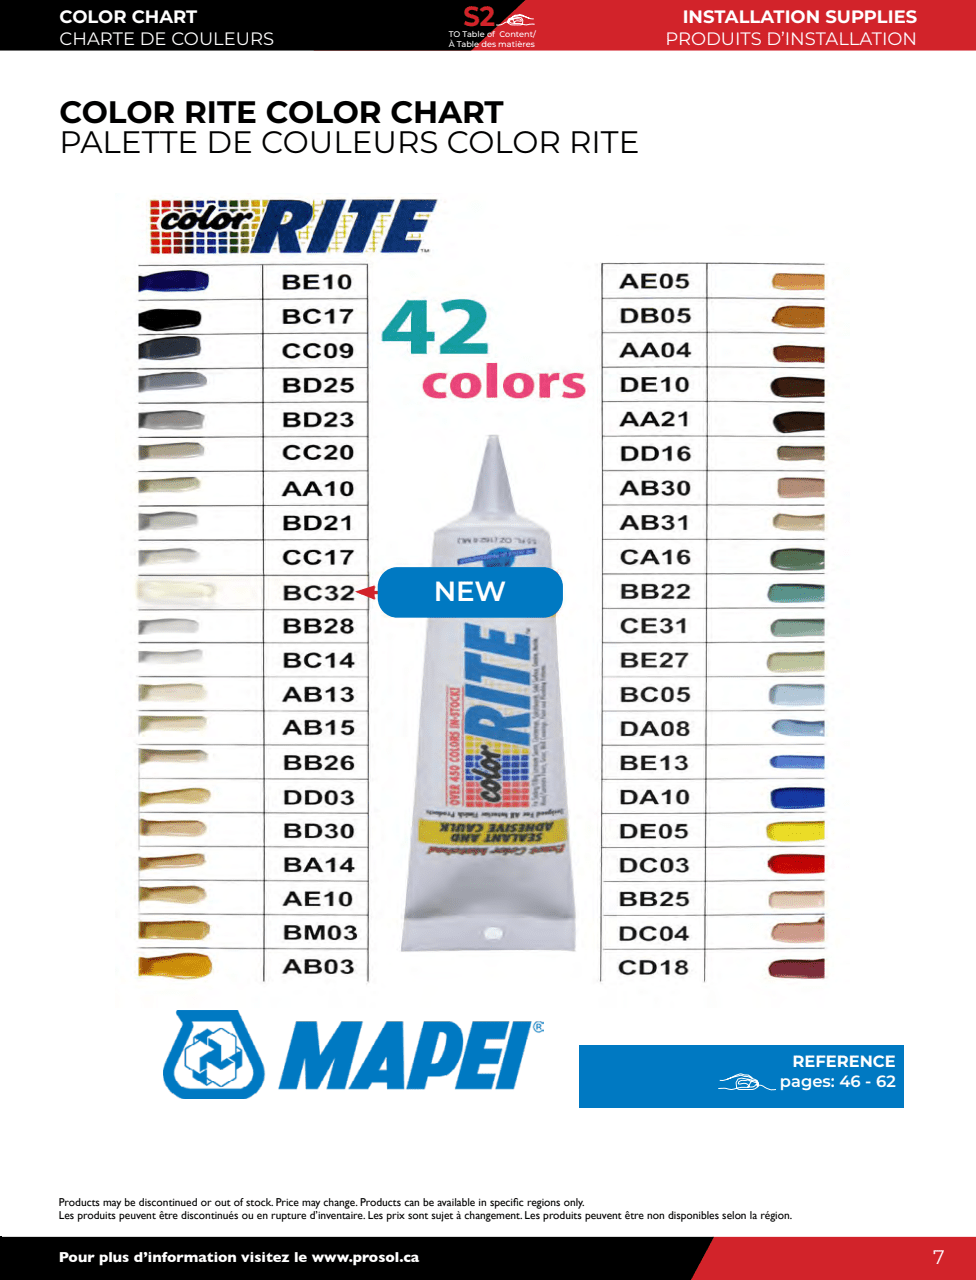 COLOR CHART
CHARTE DE COULEURS
S2
TO Table of Content/
À Table des matières
INSTALLATION SUPPLIES
PRODUITS D'INSTALLATION
COLOR RITE COLOR CHART
PALETTE DE COULEURS COLOR RITE
color RITE™
BE10
BC17
CC09
BD25
BD23
CC20
AA10
BD21
CC17
BC32
BB28
BC14
AB13
AB15
BB26
DD03
BD30
BA14
AE10
BM03
AB03
42
colors
NEW
color RITE
OVER 450 COLORS IN-STOCK!
SEALANT AND
ADHESIVE CAULK
AE05
DB05
AA04
DE10
AA21
DD16
AB30
AB31
CA16
BB22
CE31
BE27
BC05
DA08
BE13
DA10
DE05
DC03
BB25
DC04
CD18
MAPEI®
REFERENCE
pages: 46 - 62
Products may be discontinued or out of stock. Price may change. Products can be available in specific regions only.
Les produits peuvent être discontinués ou en rupture d'inventaire. Les prix sont sujet à changement. Les produits peuvent être non disponibles selon la région.
Pour plus d'information visitez le www.prosol.ca
7